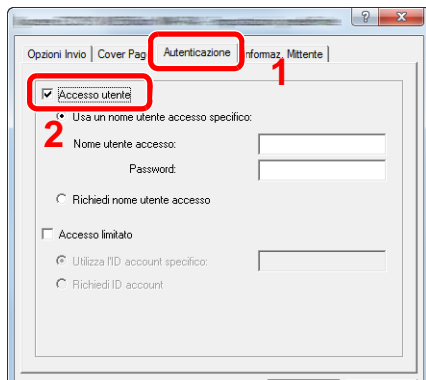 Opzioni Invio Cover Pag Autenticazione nformaz. Mittente
1
Accesso utente
2
Usa un nome utente accesso specifico:
Nome utente accesso:
Password:
Richiedi nome utente accesso
Accesso limitato
Utilizza l'ID account specifico:
Richiedi ID account